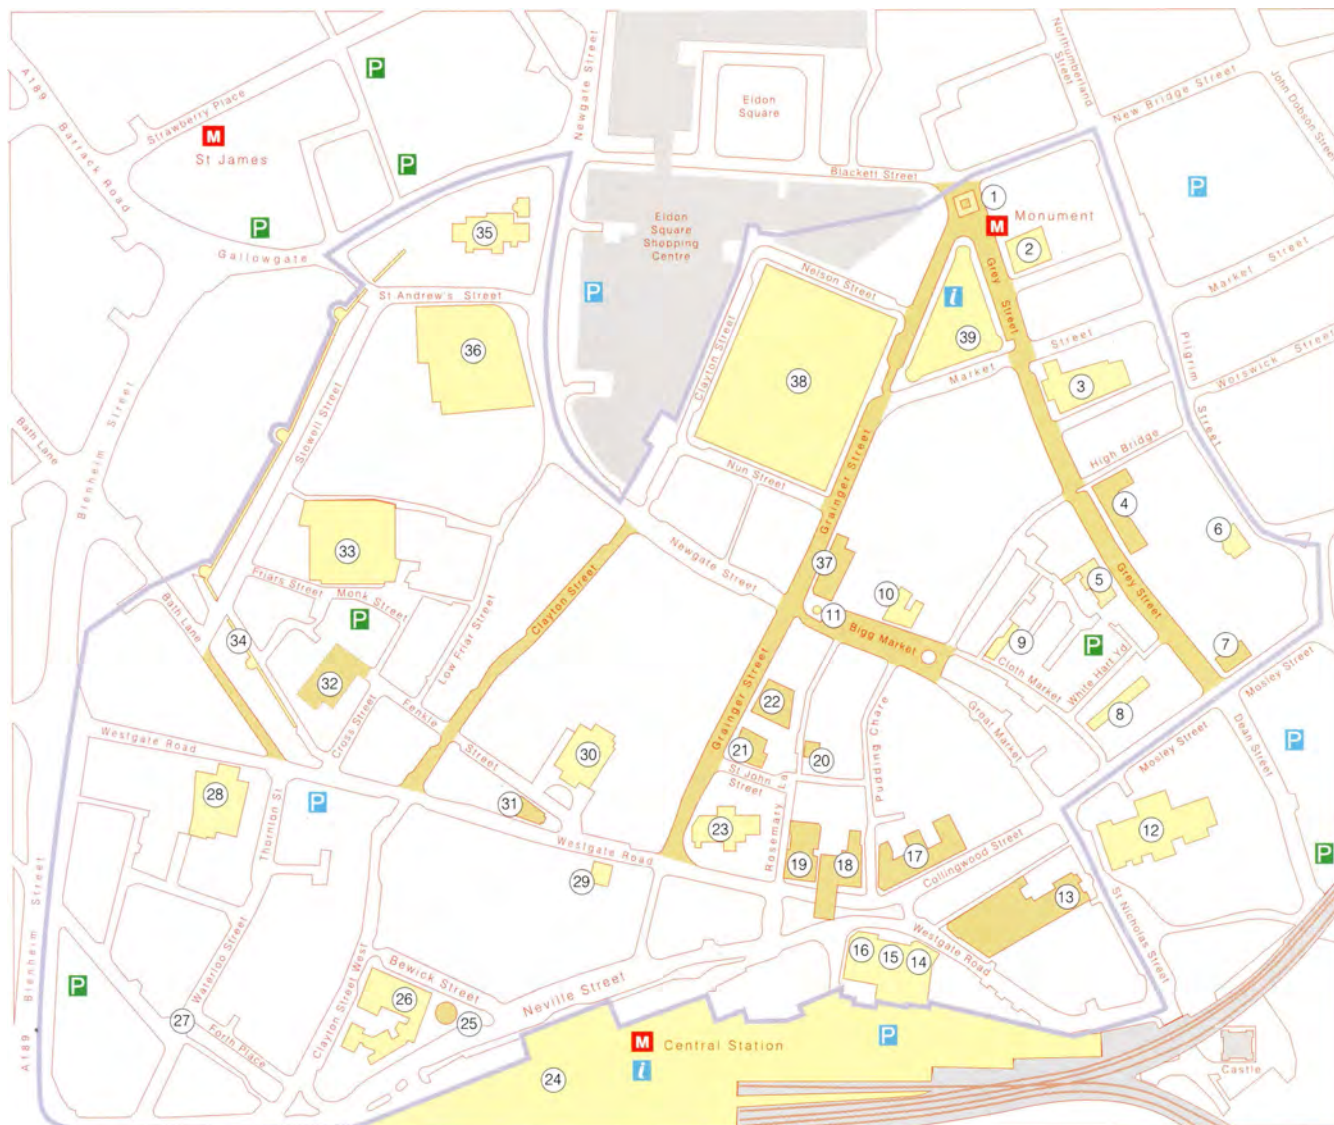 Newgate Street
Northumberland
Street
P
A189
Barrack Road
Strawberry Place
M
St James
Eldon
Square
New Bridge Street
John Dobson Street
P
Blackett Street
P
1
M
Monument
P
Gallowgate
35
Eldon
Square
Shopping
Centre
2
Nelson Street
Grey Street
Market Street
St Andrew's Street
P
i
36
Clayton Street
38
39
Market Street
3
Pilgrim Street
Worswick Street
Blenheim Street
Bath Lane
Stowell Street
Nun Street
Grainger Street
High Bridge
4
6
33
Newgate Street
37
Friars Street
Monk Street
Clayton Street
5
Grey Street
10
11
Bigg Market
P
34
Bath Lane
Low Friar Street
9
Cloth Market
P
White Hart Yd
7
Mosley Street
32
Cross Street
Fenkle Street
22
Groat Market
8
Westgate Road
Grainger Street
Pudding Chare
Mosley Street
Dean Street
P
30
21
20
St John
Street
28
Thornton St
P
31
Rosemary La
23
12
Westgate Road
19
18
17
Collingwood Street
P
29
13
St Nicholas Street
A189
Blenheim Street
Waterloo Street
Clayton Street West
Bewick Street
Neville Street
16
15
14
Westgate Road
P
27
Forth Place
26
25
M
Central Station
P
i
24
Castle